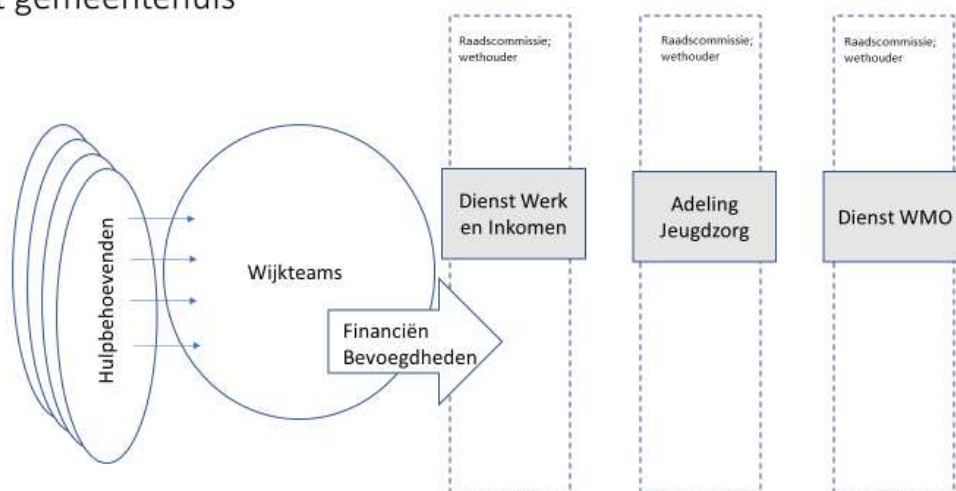 gemeentehuis
Raadscommissie;
wethouder
Raadscommissie;
wethouder
Raadscommissie;
wethouder
Dienst Werk
en Inkomen
Adeling
Jeugdzorg
Dienst WMO
Hulpbehoevenden
Wijkteams
Financiën
Bevoegdheden